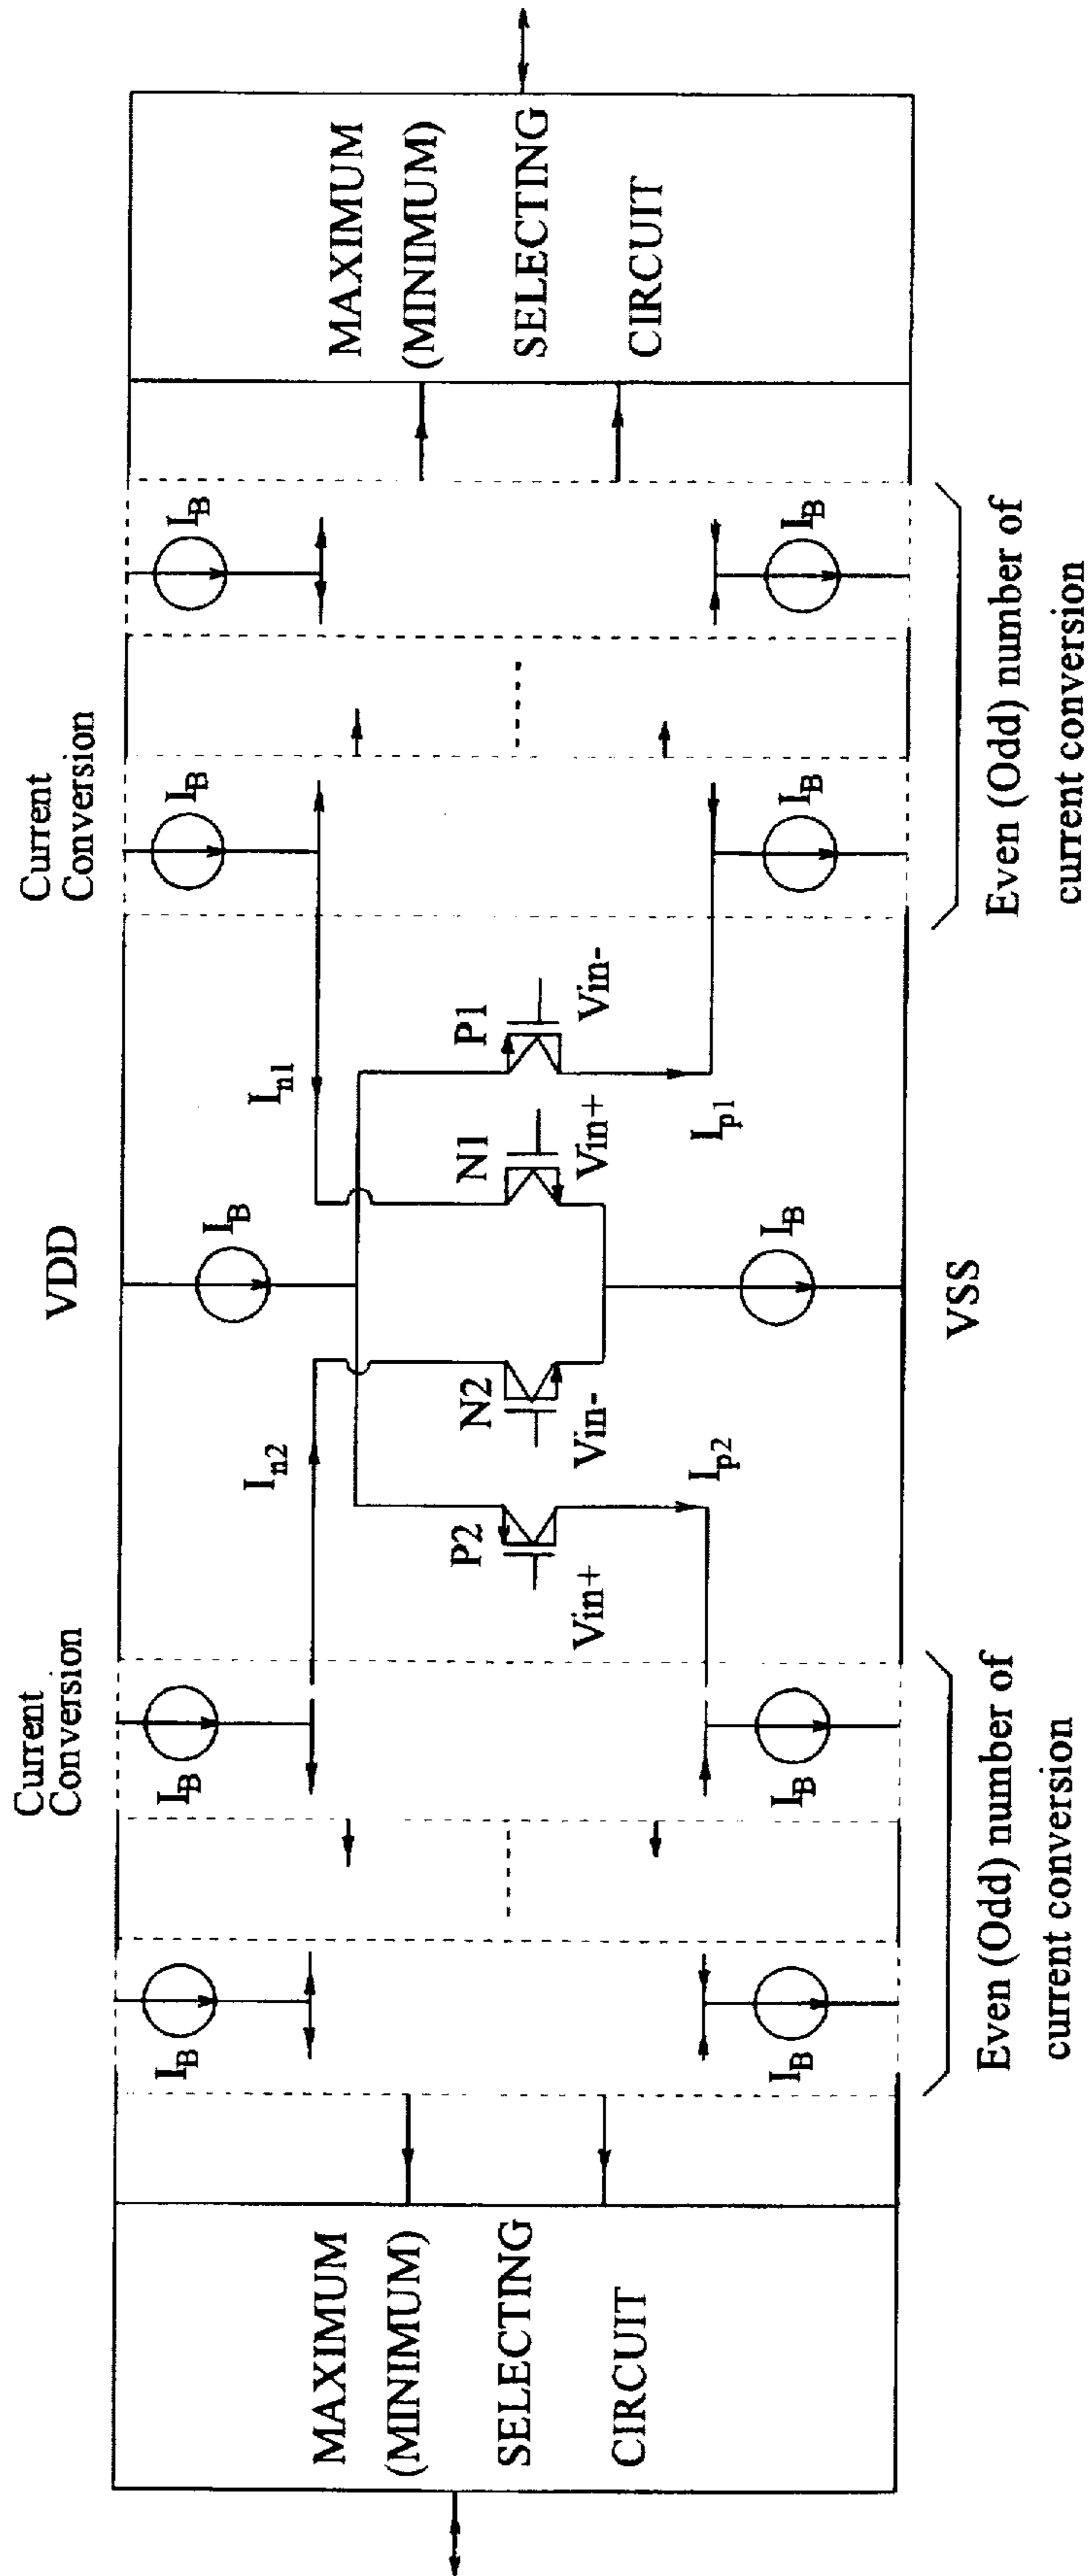 Current
Conversion
VDD
Current
Conversion
I_B
I_B
I_B
I_B
I_B
I_n2
I_n1
MAXIMUM
(MINIMUM)
SELECTING
CIRCUIT
P2
Vin+
N2
Vin-
N1
Vin+
P1
Vin-
MAXIMUM
(MINIMUM)
SELECTING
CIRCUIT
I_p2
I_p1
I_B
I_B
I_B
I_B
I_B
VSS
Even (Odd) number of
current conversion
Even (Odd) number of
current conversion